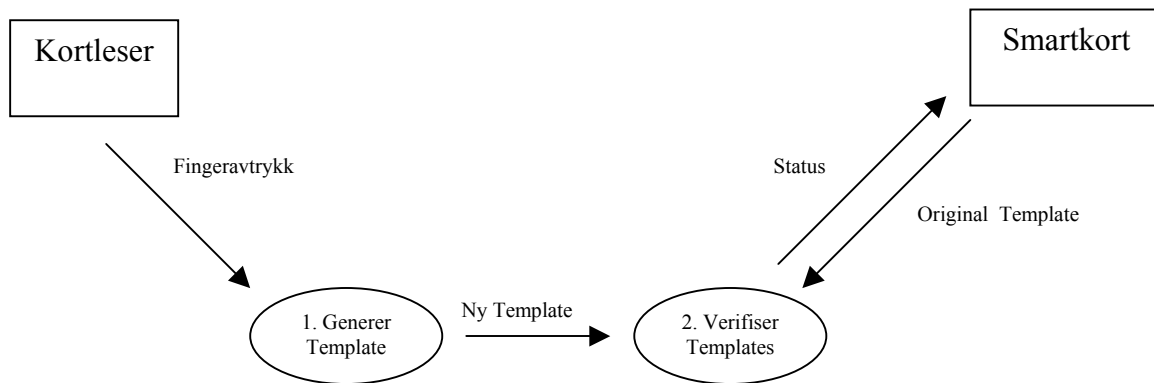 Kortleser
Smartkort
Fingeravtrykk
Status
Original Template
Ny Template
1. Generer
Template
2. Verifiser
Templates